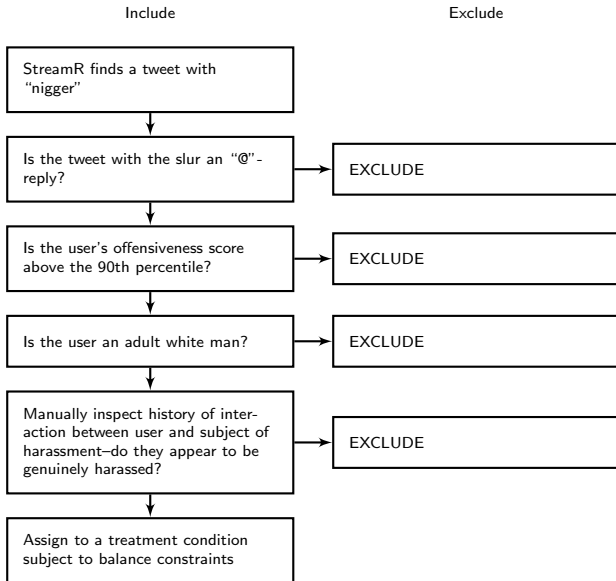 Include
Exclude
StreamR finds a tweet with
“nigger”
Is the tweet with the slur an “@”-
reply?
EXCLUDE
Is the user’s offensiveness score
above the 90th percentile?
EXCLUDE
Is the user an adult white man?
EXCLUDE
Manually inspect history of inter-
action between user and subject of
harassment–do they appear to be
genuinely harassed?
EXCLUDE
Assign to a treatment condition
subject to balance constraints